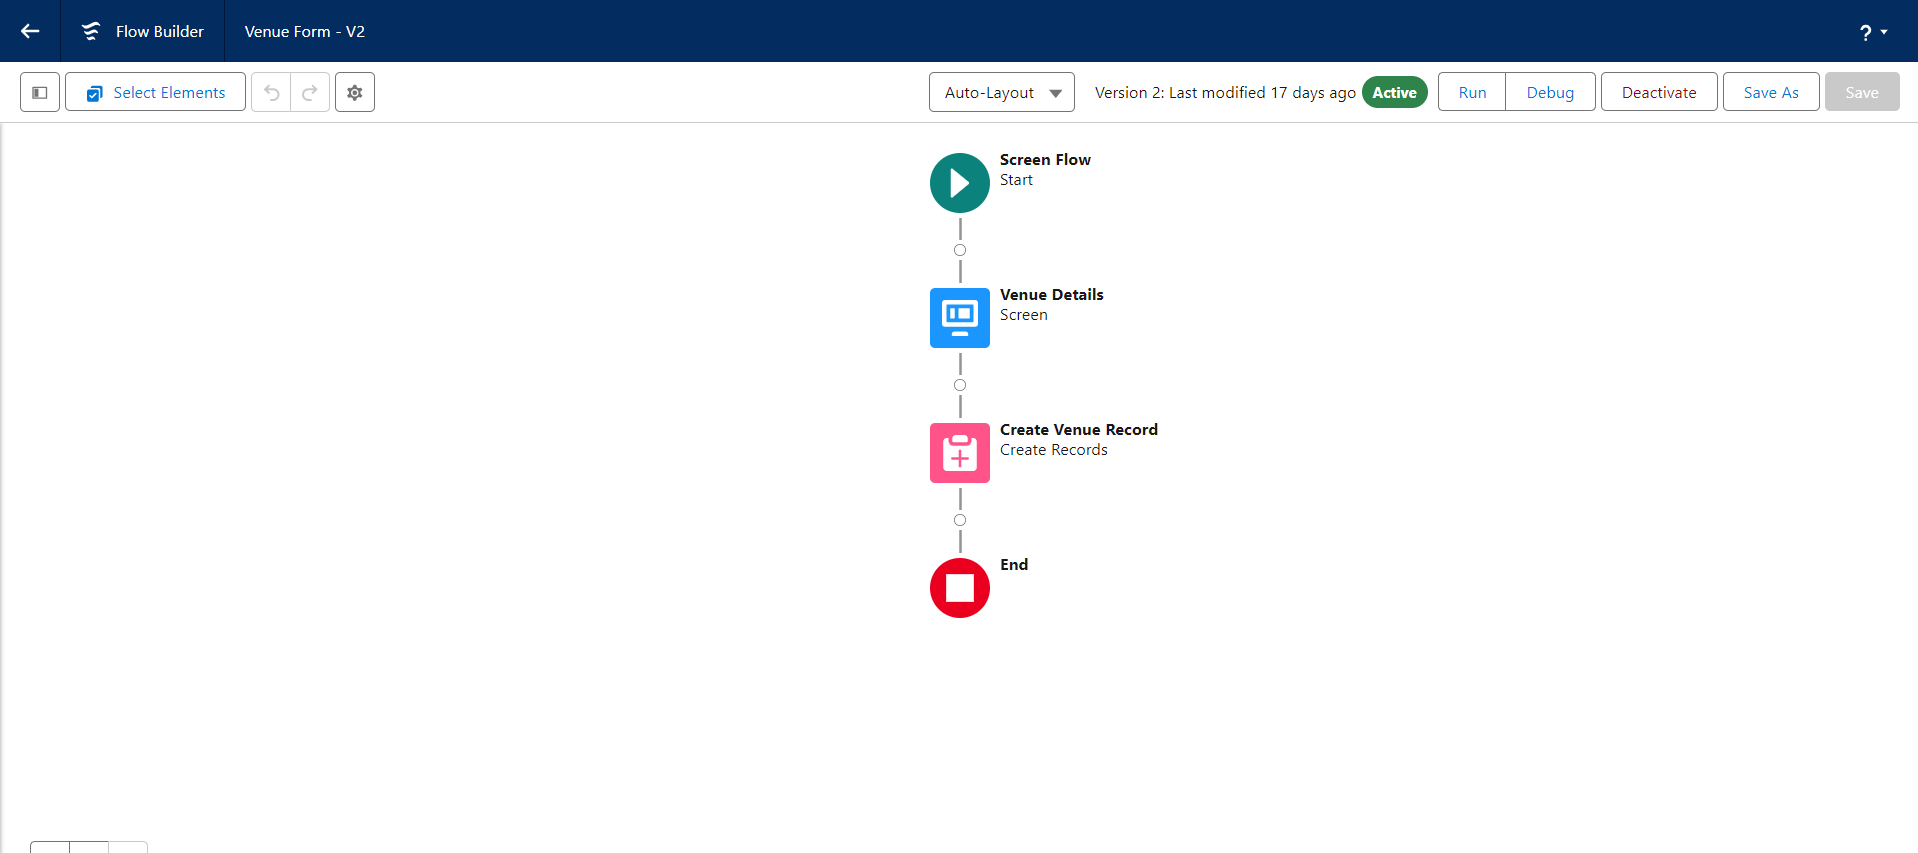 Flow Builder
Venue Form - V2
?
Select Elements
Auto-Layout
Version 2: Last modified 17 days ago
Active
Run
Debug
Deactivate
Save As
Save
Screen Flow
Start
Venue Details
Screen
Create Venue Record
Create Records
End